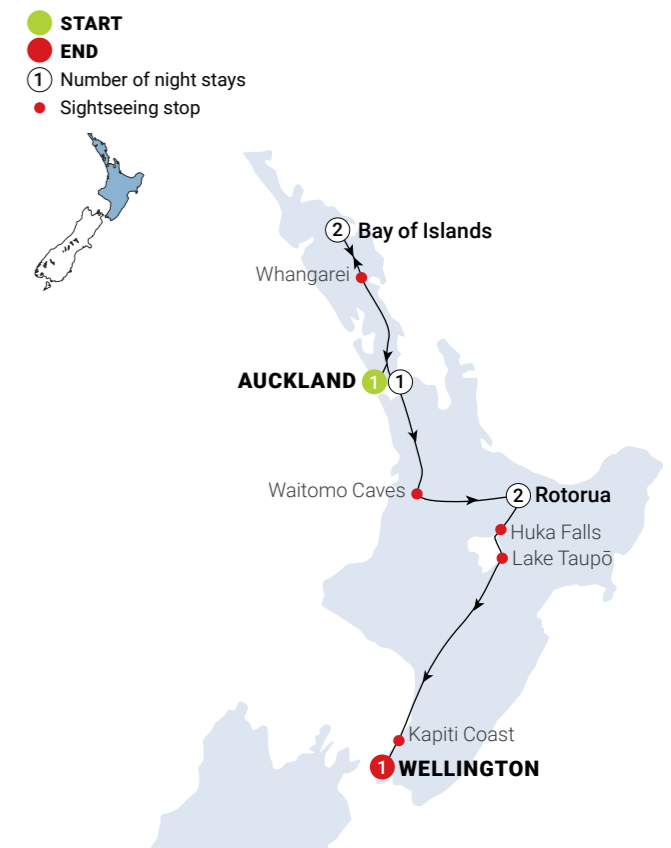 START
END
1 Number of night stays
Sightseeing stop
2 Bay of Islands
Whangarei
AUCKLAND 1 1
Waitomo Caves
2 Rotorua
Huka Falls
Lake Taupō
Kapiti Coast
1 WELLINGTON